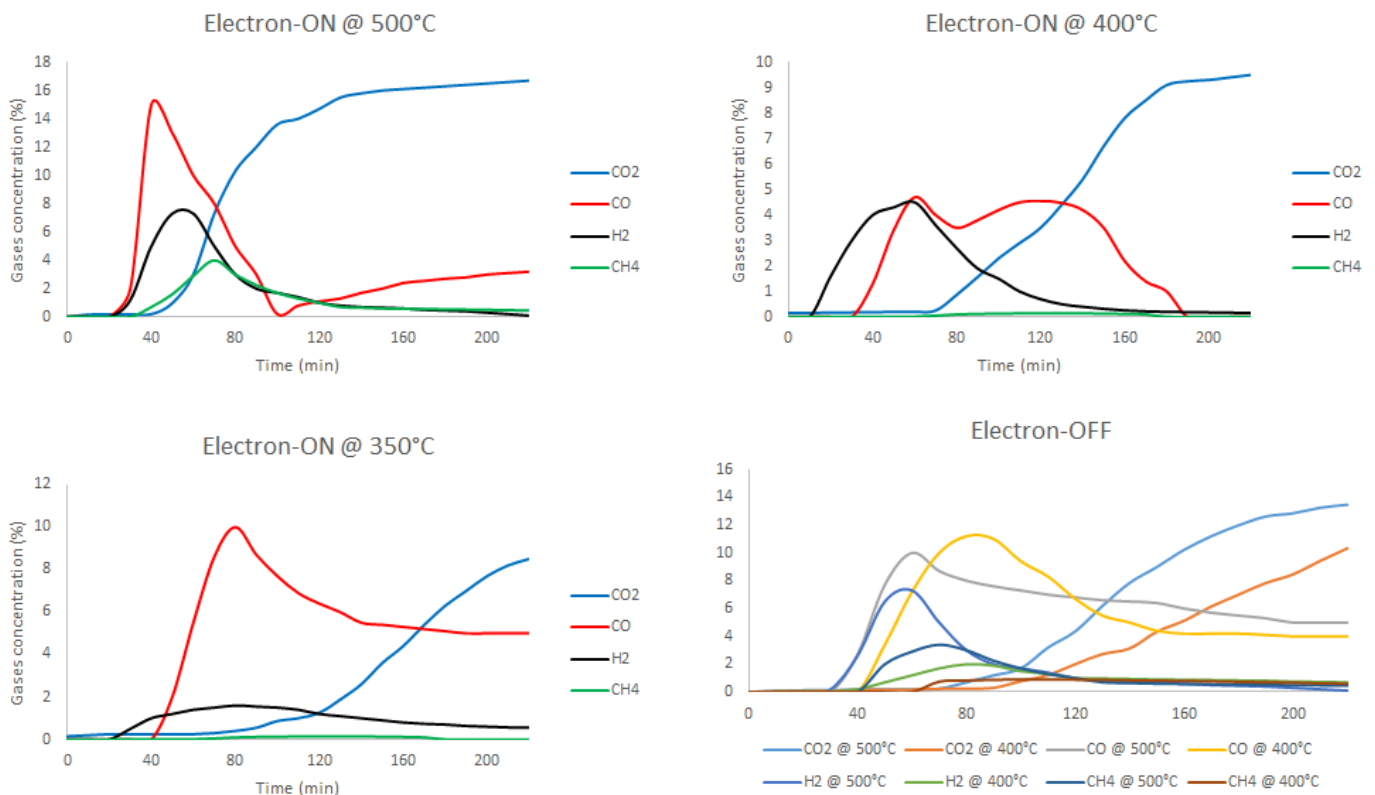 Electron-ON @ 500°C
Gases concentration (%)
18
16
14
12
10
8
6
4
2
0
0 40 80 120 160 200
Time (min)
CO2
CO
H2
CH4
Electron-ON @ 400°C
Gases concentration (%)
10
9
8
7
6
5
4
3
2
1
0
0 40 80 120 160 200
Time (min)
CO2
CO
H2
CH4
Electron-ON @ 350°C
Gases concentration (%)
12
10
8
6
4
2
0
0 40 80 120 160 200
Time (min)
CO2
CO
H2
CH4
Electron-OFF
16
14
12
10
8
6
4
2
0
0 40 80 120 160 200
CO2 @ 500°C CO2 @ 400°C CO @ 500°C CO @ 400°C
H2 @ 500°C H2 @ 400°C CH4 @ 500°C CH4 @ 400°C